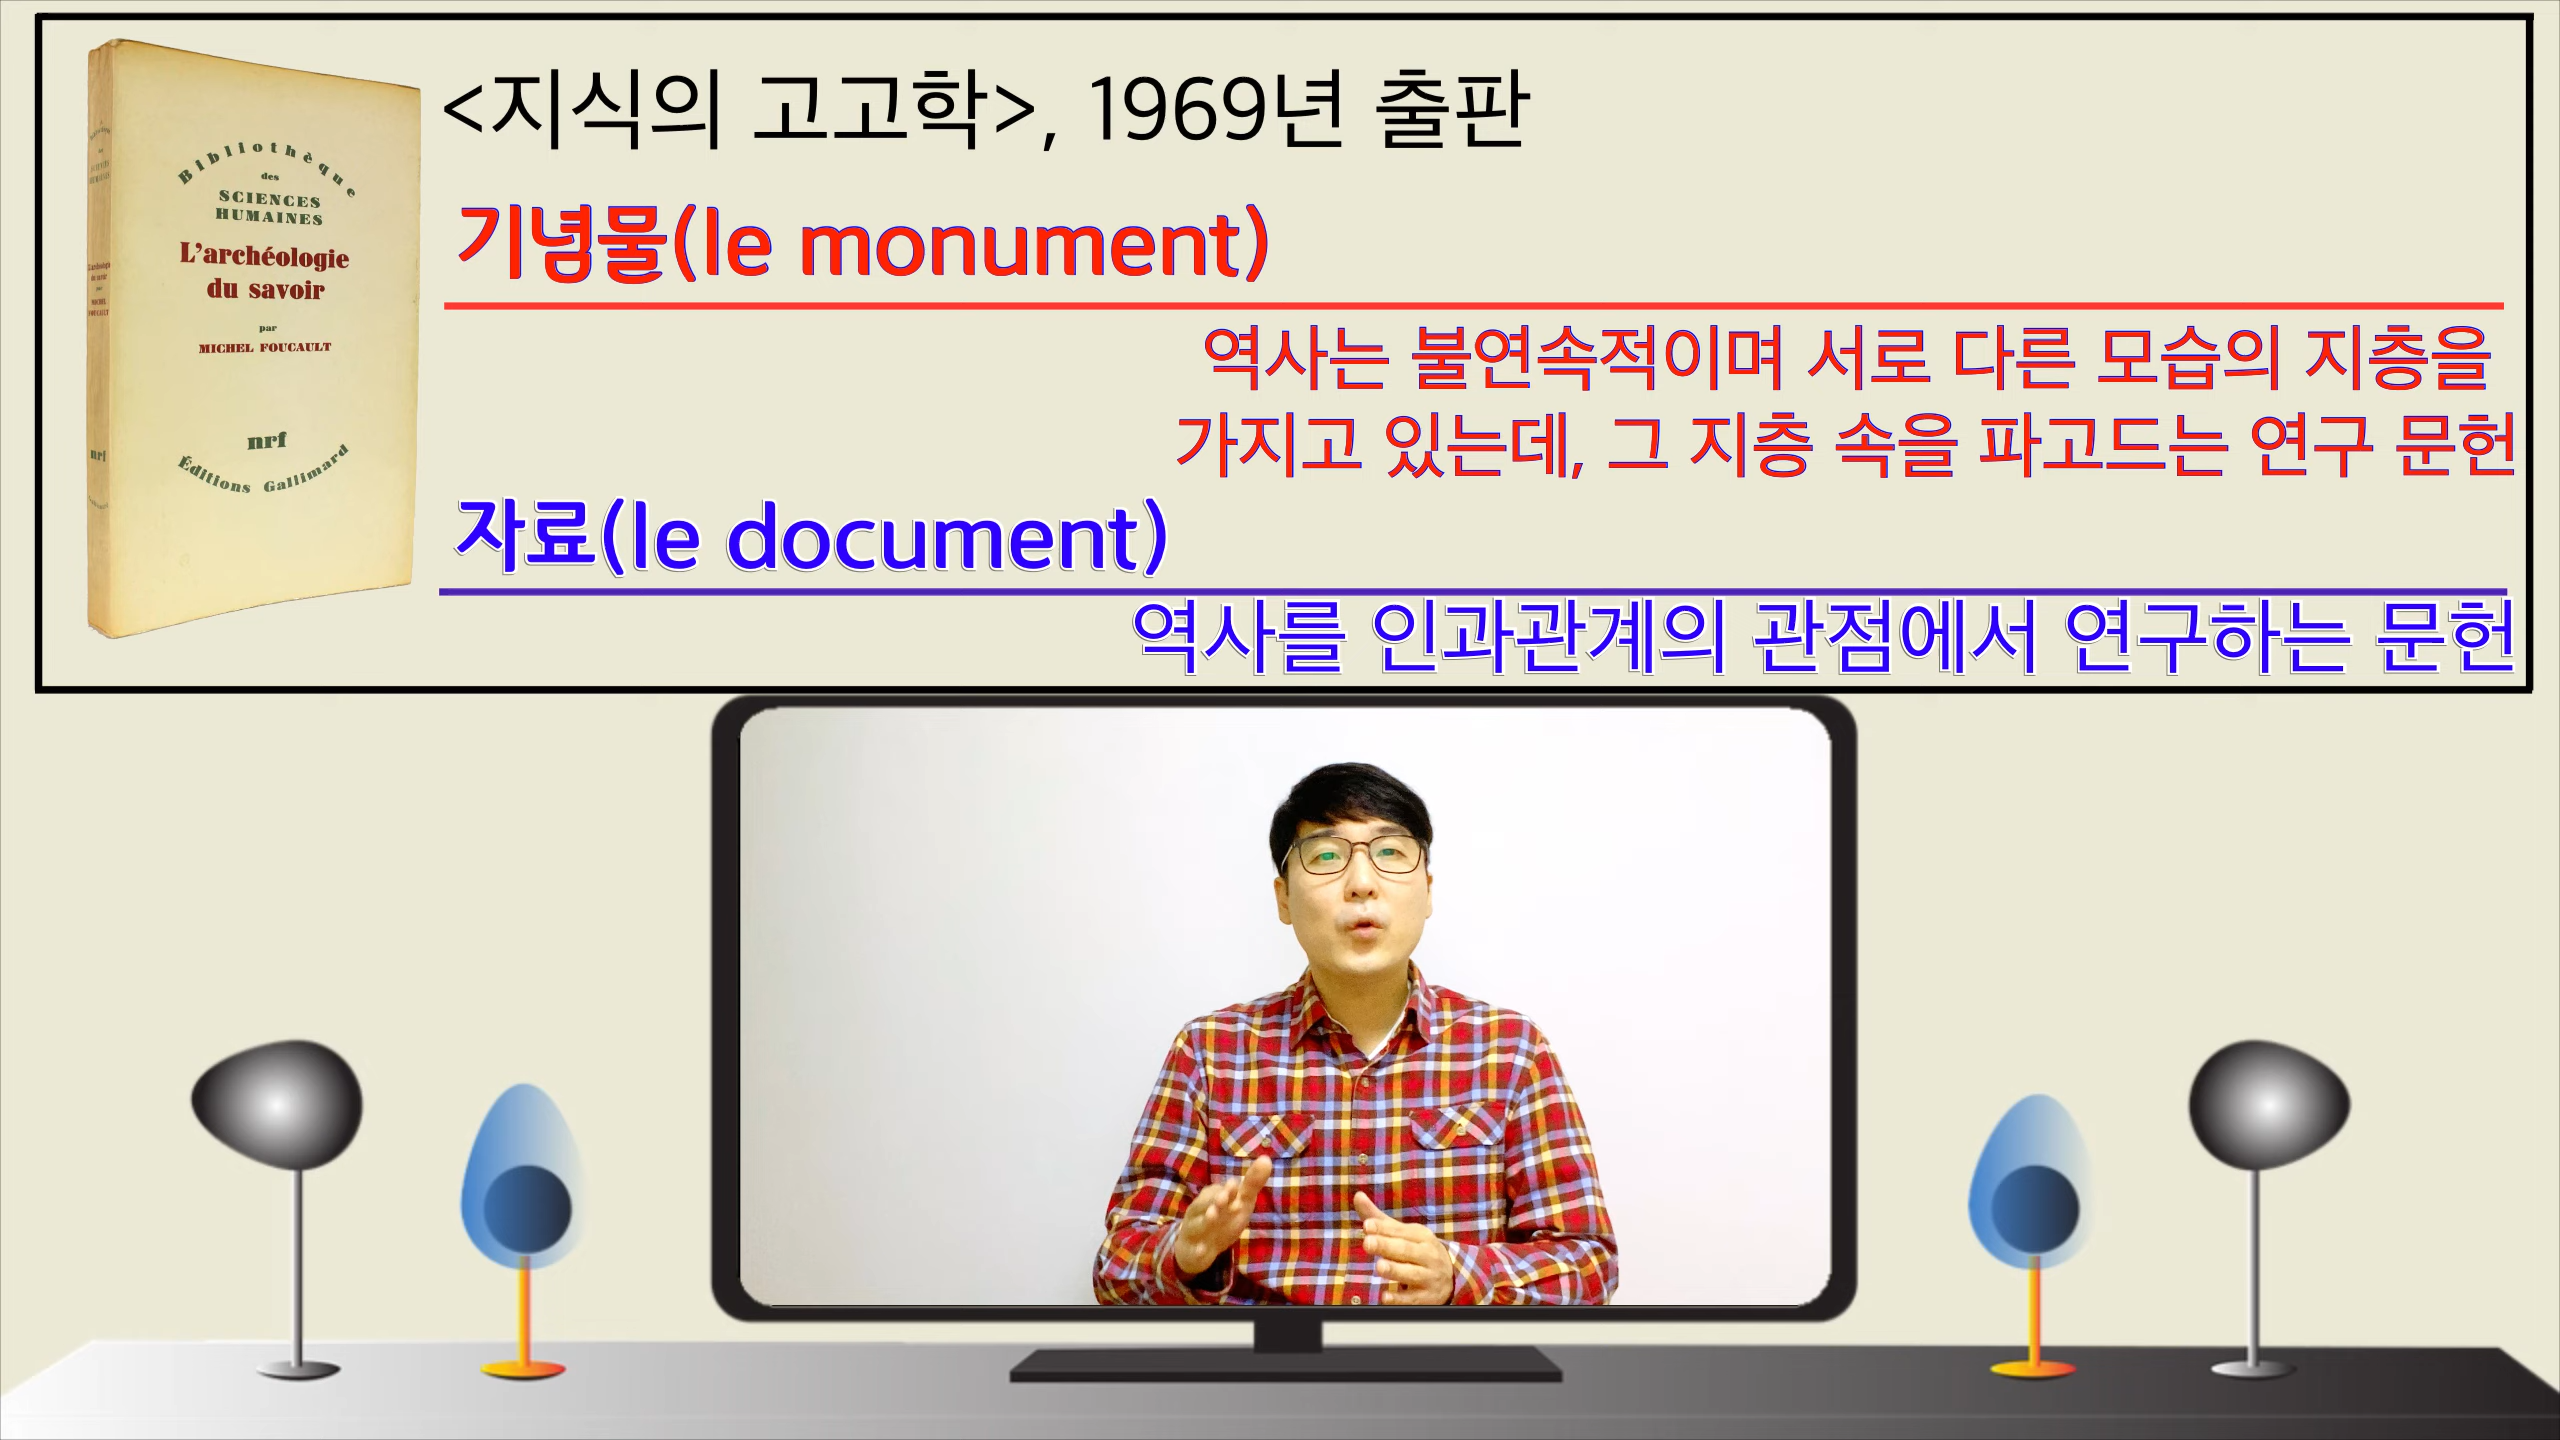 <지식의 고고학>, 1969년 출판
Bibliothèque
des
SCIENCES
HUMAINES
L'archéologie
du savoir
par
MICHEL FOUCAULT
nrf
Éditions Gallimard
nrf
기념물(le monument)
역사는 불연속적이며 서로 다른 모습의 지층을
가지고 있는데, 그 지층 속을 파고드는 연구 문헌
자료(le document)
역사를 인과관계의 관점에서 연구하는 문헌